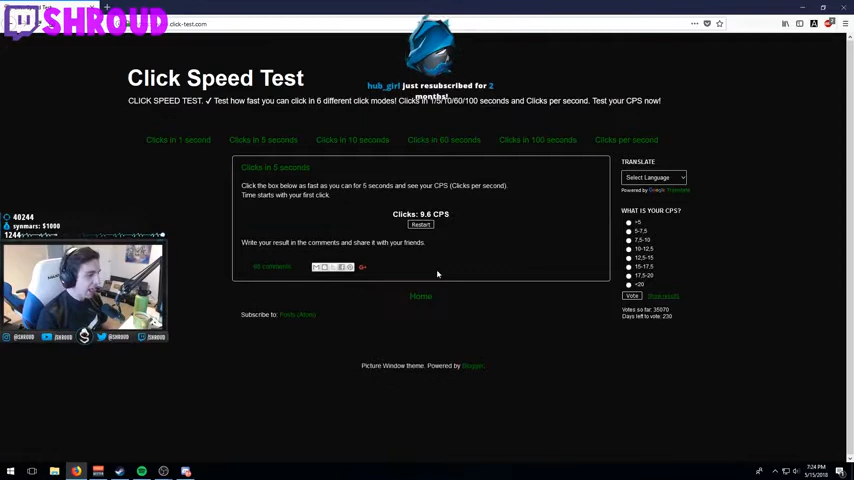 SHROUD
click-test.com
Click Speed Test
hub_girl just resubscribed for 2
months!
CLICK SPEED TEST. ✓ Test how fast you can click in 6 different click modes! Clicks in 1/5/10/60/100 seconds and Clicks per second. Test your CPS now!
Clicks in 1 second
Clicks in 5 seconds
Clicks in 10 seconds
Clicks in 60 seconds
Clicks in 100 seconds
Clicks per second
Clicks in 5 seconds
Click the box below as fast as you can for 5 seconds and see your CPS (Clicks per second).
Time starts with your first click.
Clicks: 9.6 CPS
Restart
Write your result in the comments and share it with your friends.
comments
Home
Subscribe to: Posts (Atom)
Picture Window theme. Powered by Blogger.
TRANSLATE
Select Language
Powered by Google Translate
WHAT IS YOUR CPS?
5-7,5
7,5-10
10-12,5
12,5-15
15-17,5
17,5-20
<20
Vote
Show results
Votes so far: 35070
Days left to vote: 230
40244
synmars: $1000
1244
@SHROUD
/SHROUD
@SHROUD
/SHROUD
7:24 PM
5/15/2018